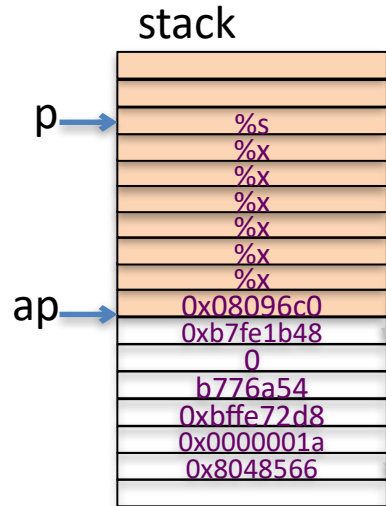 stack
p
%s
%x
%x
%x
%x
%x
%x
ap
0x08096c0
0xb7fe1b48
0
b776a54
0xbffe72d8
0x0000001a
0x8048566